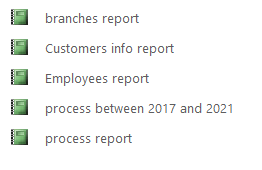 branches report
Customers info report
Employees report
process between 2017 and 2021
process report